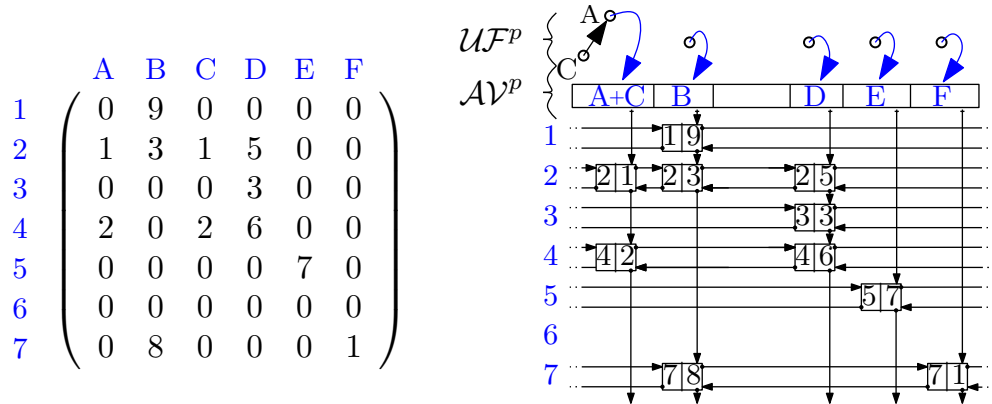 A B C D E F
1 0 9 0 0 0 0
2 1 3 1 5 0 0
3 0 0 0 3 0 0
4 2 0 2 6 0 0
5 0 0 0 0 7 0
6 0 0 0 0 0 0
7 0 8 0 0 0 1
A
𝒰ℱᵖ
C
𝒜𝒱ᵖ
A+C B D E F
1 1 9
2 2 1 2 3 2 5
3 3 3
4 4 2 4 6
5 5 7
6
7 7 8 7 1